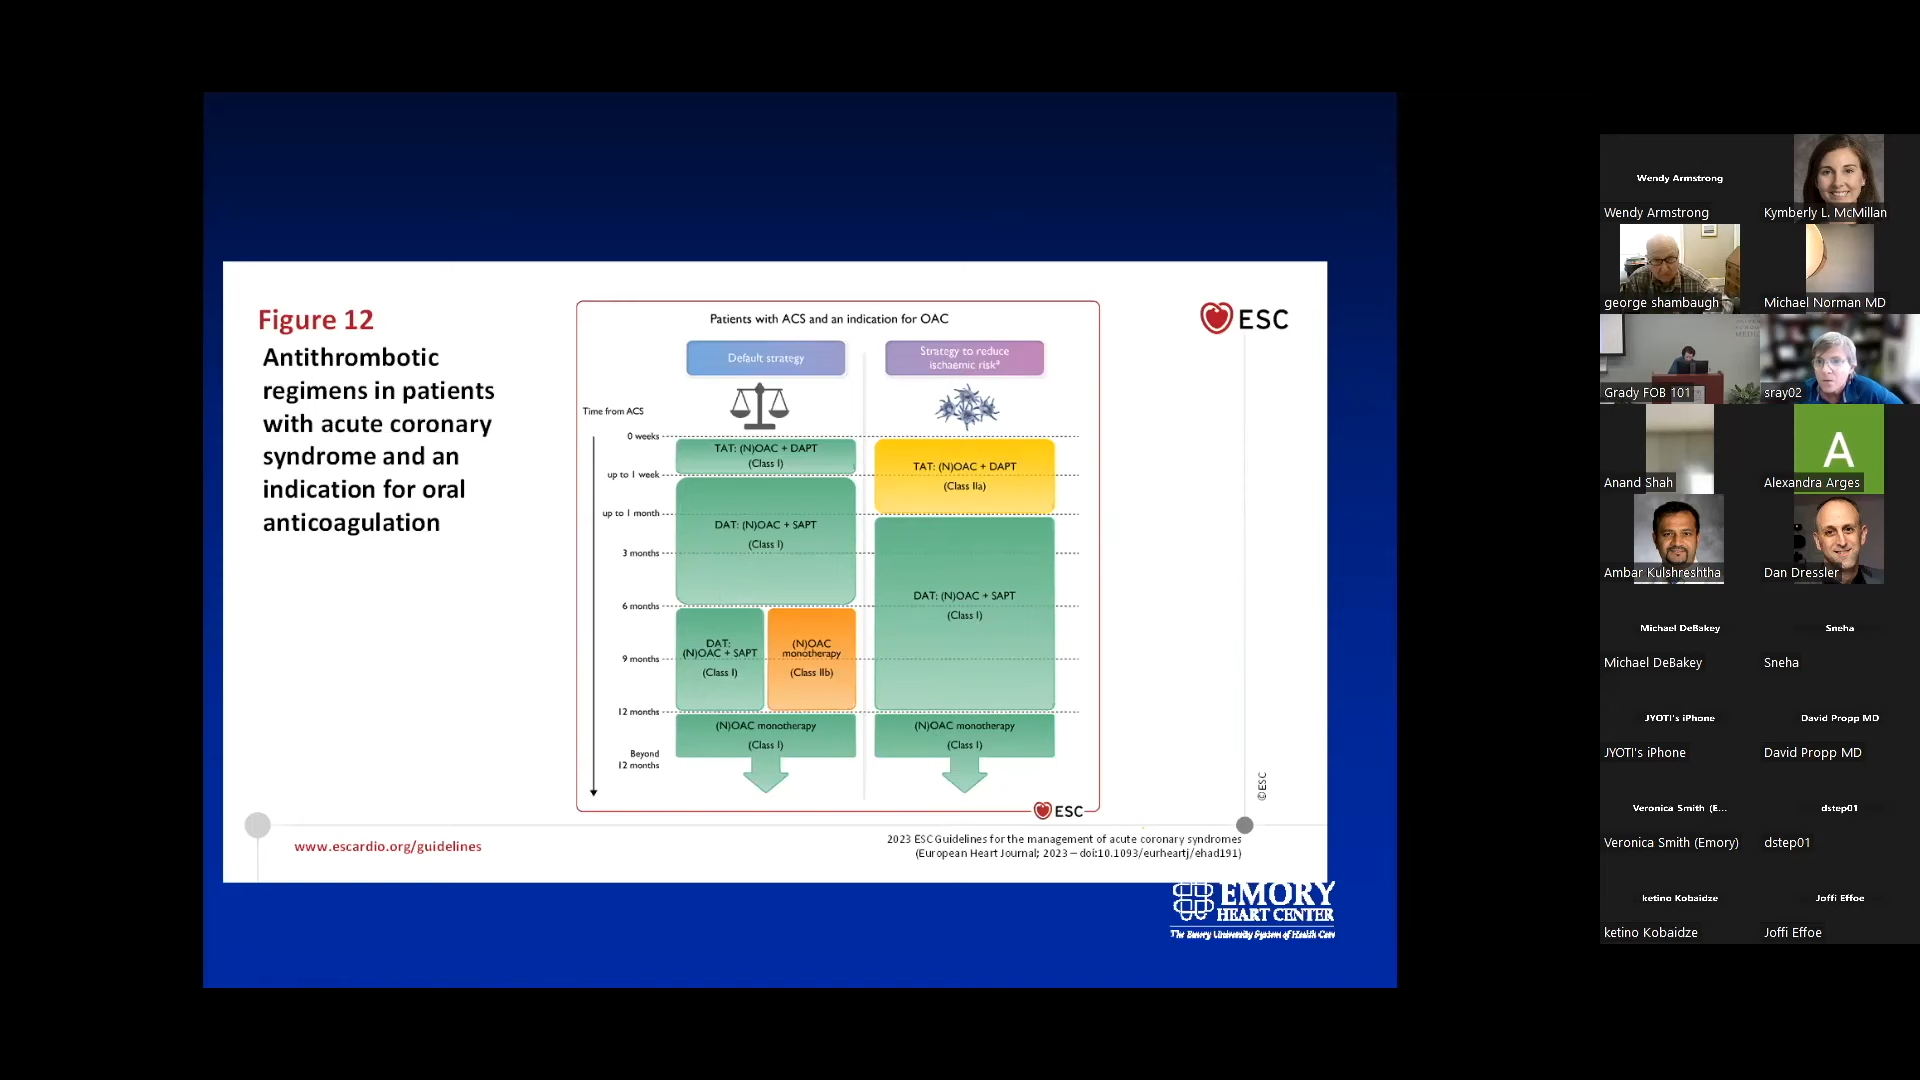 Figure 12
Antithrombotic
regimens in patients
with acute coronary
syndrome and an
indication for oral
anticoagulation
Patients with ACS and an indication for OAC
Default strategy
Strategy to reduce
ischaemic riskᵃ
Time from ACS
0 weeks
up to 1 week
up to 1 month
3 months
6 months
9 months
12 months
Beyond
12 months
TAT: (N)OAC + DAPT
(Class I)
DAT: (N)OAC + SAPT
(Class I)
DAT:
(N)OAC + SAPT
(Class I)
(N)OAC
monotherapy
(Class IIb)
(N)OAC monotherapy
(Class I)
TAT: (N)OAC + DAPT
(Class IIa)
DAT: (N)OAC + SAPT
(Class I)
(N)OAC monotherapy
(Class I)
ESC
ESC
©ESC
www.escardio.org/guidelines
2023 ESC Guidelines for the management of acute coronary syndromes
(European Heart Journal; 2023 – doi:10.1093/eurheartj/ehad191)
EMORY
HEART CENTER
The Emory University System of Health Care
Wendy Armstrong
Wendy Armstrong
Kymberly L. McMillan
george shambaugh
Michael Norman MD
Grady FOB 101
sray02
A
Anand Shah
Alexandra Arges
Ambar Kulshreshtha
Dan Dressler
Michael DeBakey
Michael DeBakey
Sneha
Sneha
JYOTI's iPhone
JYOTI's iPhone
David Propp MD
David Propp MD
Veronica Smith (E...
Veronica Smith (Emory)
dstep01
dstep01
ketino Kobaidze
ketino Kobaidze
Joffi Effoe
Joffi Effoe